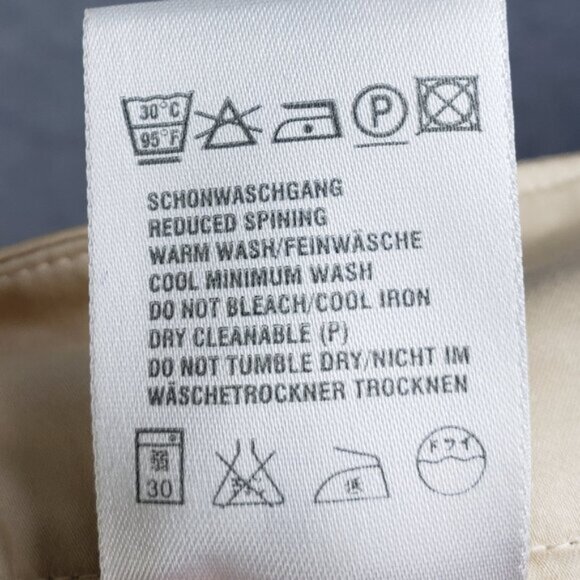 30°C
95°F
P
SCHONWASCHGANG
REDUCED SPINING
WARM WASH/FEINWÄSCHE
COOL MINIMUM WASH
DO NOT BLEACH/COOL IRON
DRY CLEANABLE (P)
DO NOT TUMBLE DRY/NICHT IM
WÄSCHETROCKNER TROCKNEN
弱
30
低
ドワイ